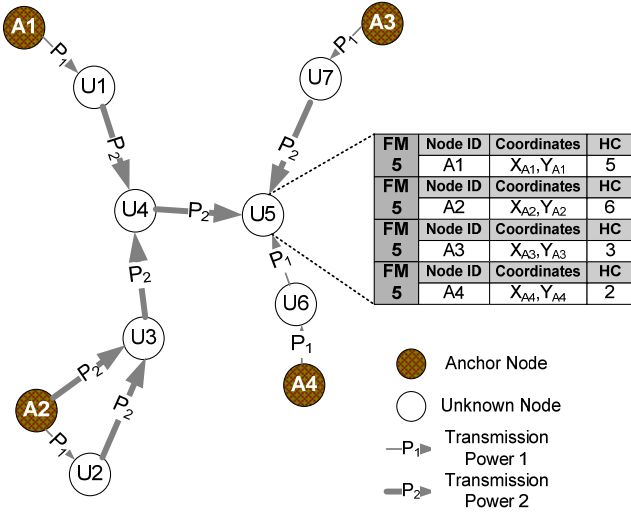 A1
P1
U1
P2
U4
P2
U5
A3
P1
U7
P2
P1
U6
P1
A4
P2
U3
P2
A2
P1
U2
P2
FM 5 Node ID Coordinates HC
A1 XA1,YA1 5
FM 5 Node ID Coordinates HC
A2 XA2,YA2 6
FM 5 Node ID Coordinates HC
A3 XA3,YA3 3
FM 5 Node ID Coordinates HC
A4 XA4,YA4 2
Anchor Node
Unknown Node
P1 Transmission
Power 1
P2 Transmission
Power 2